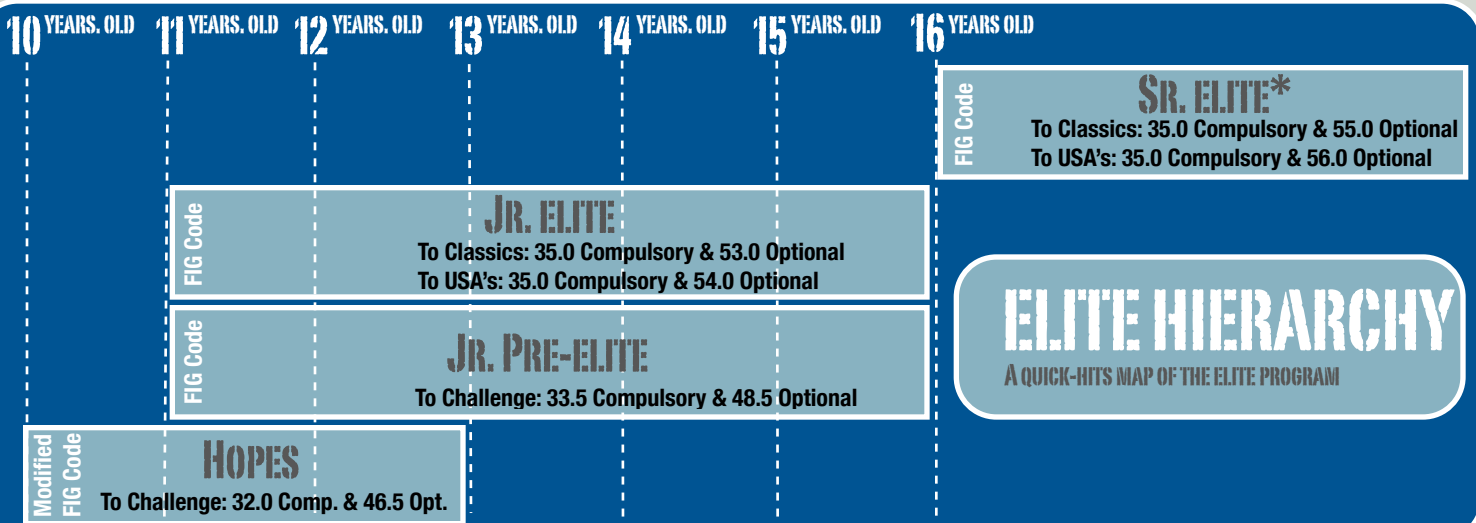 10 YEARS. OLD 11 YEARS. OLD 12 YEARS. OLD 13 YEARS. OLD 14 YEARS. OLD 15 YEARS. OLD 16 YEARS OLD
FIG Code
SR. ELITE*
To Classics: 35.0 Compulsory & 55.0 Optional
To USA's: 35.0 Compulsory & 56.0 Optional
FIG Code
JR. ELITE
To Classics: 35.0 Compulsory & 53.0 Optional
To USA's: 35.0 Compulsory & 54.0 Optional
FIG Code
JR. PRE-ELITE
To Challenge: 33.5 Compulsory & 48.5 Optional
ELITE HIERARCHY
A QUICK-HITS MAP OF THE ELITE PROGRAM
Modified
FIG Code
HOPES
To Challenge: 32.0 Comp. & 46.5 Opt.